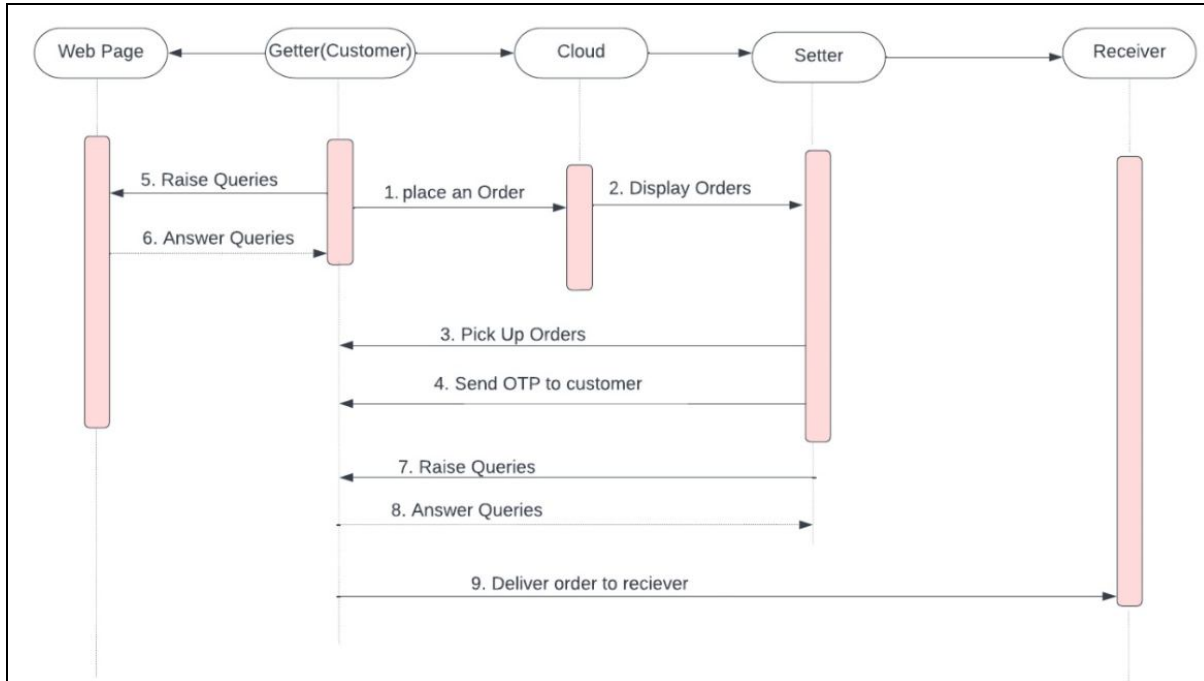 Web Page
Getter(Customer)
Cloud
Setter
Receiver
5. Raise Queries
1. place an Order
2. Display Orders
6. Answer Queries
3. Pick Up Orders
4. Send OTP to customer
7. Raise Queries
8. Answer Queries
9. Deliver order to reciever